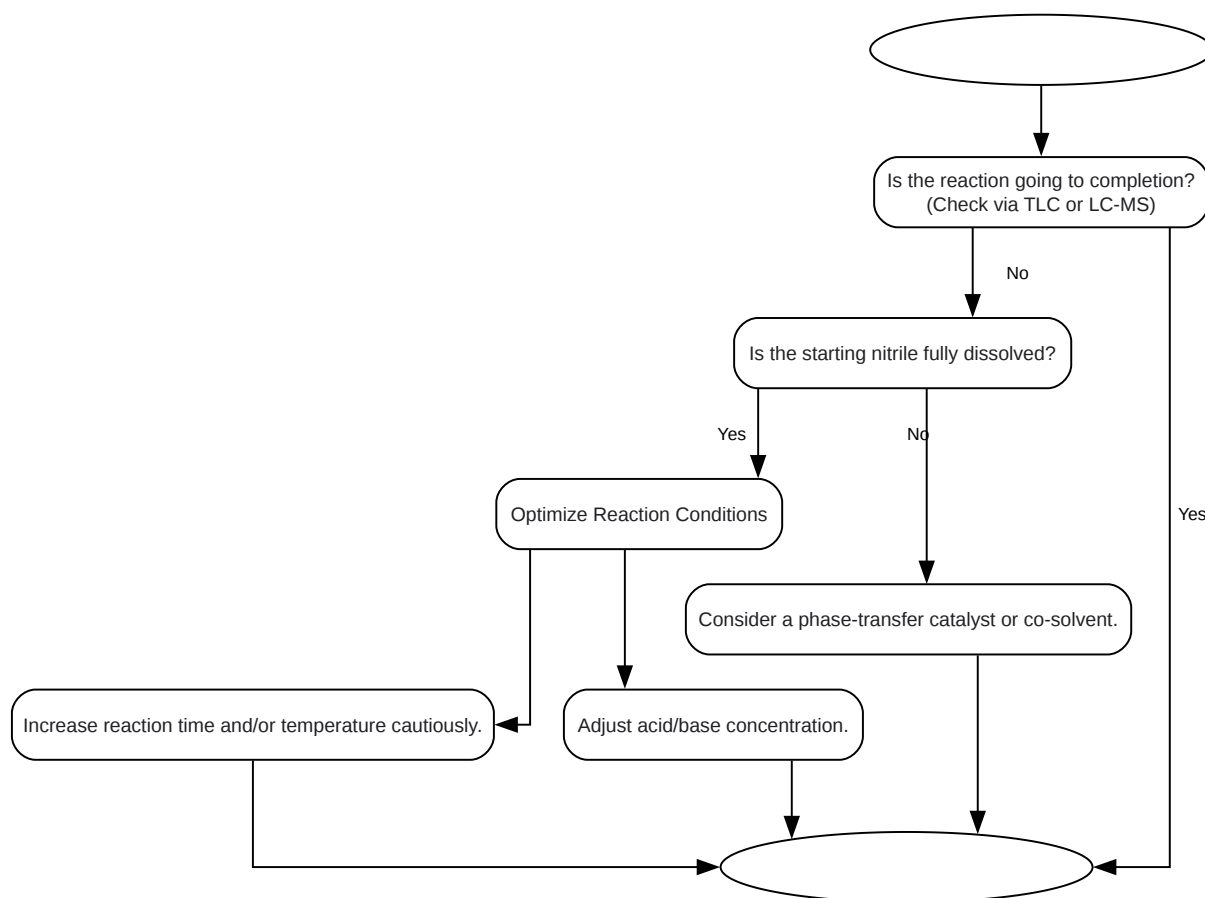 Is the reaction going to completion?
(Check via TLC or LC-MS)
No
Is the starting nitrile fully dissolved?
Yes
No
Optimize Reaction Conditions
Yes
Consider a phase-transfer catalyst or co-solvent.
Increase reaction time and/or temperature cautiously.
Adjust acid/base concentration.